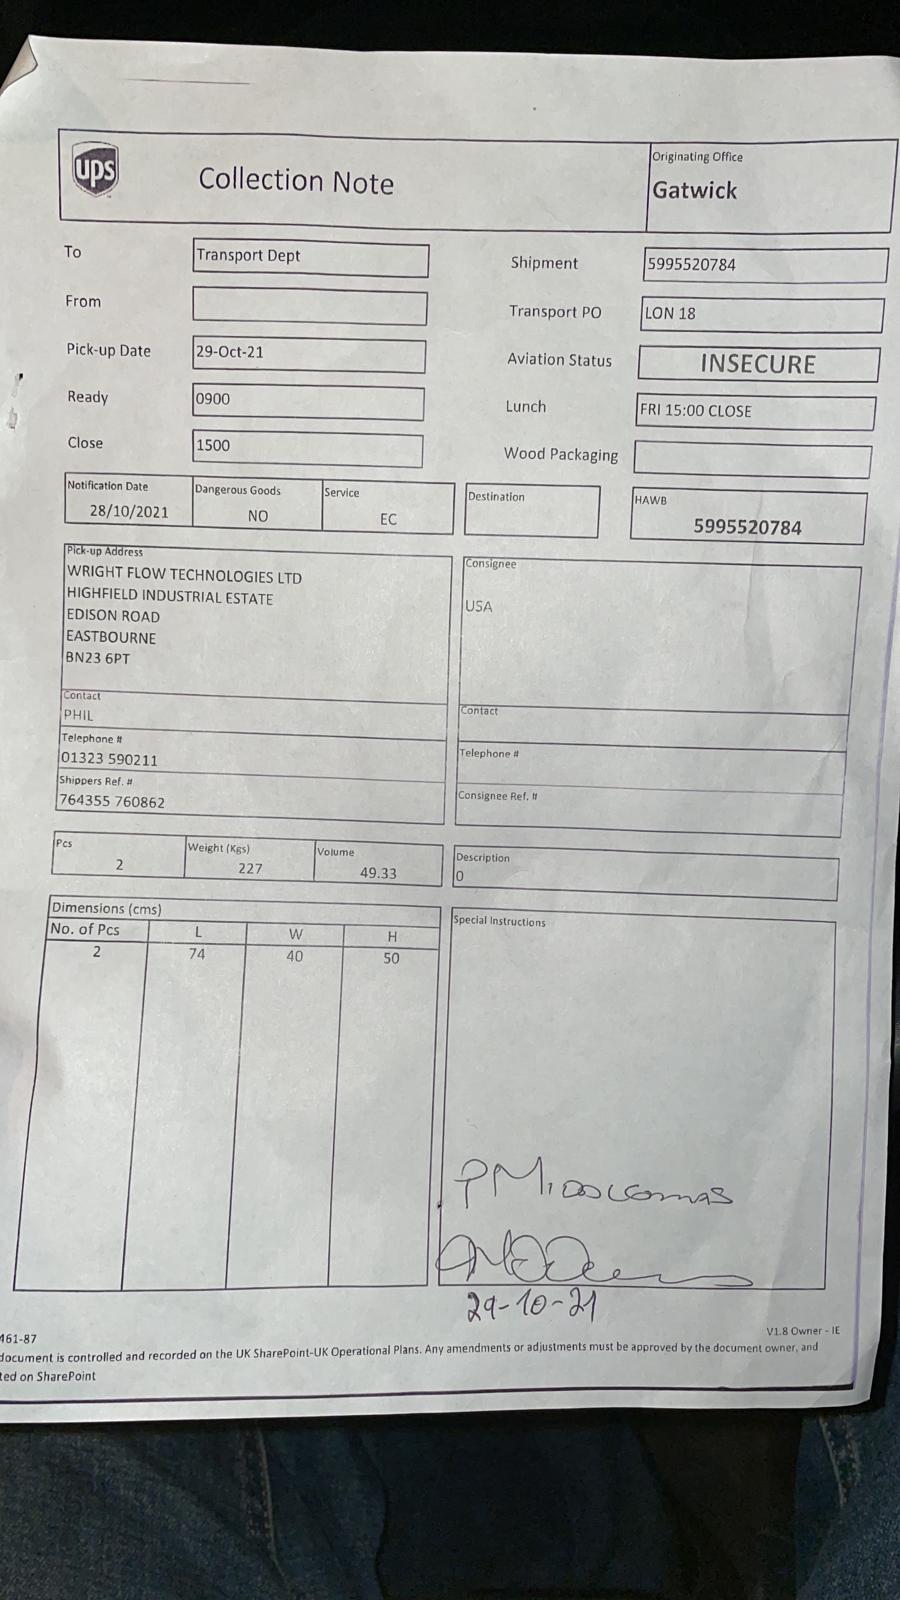 ups
Collection Note
Originating Office
Gatwick
To
Transport Dept
Shipment
5995520784
From
Transport PO
LON 18
Pick-up Date
29-Oct-21
Aviation Status
INSECURE
Ready
0900
Lunch
FRI 15:00 CLOSE
Close
1500
Wood Packaging
Notification Date
28/10/2021
Dangerous Goods
NO
Service
EC
Destination
HAWB
5995520784
Pick-up Address
WRIGHT FLOW TECHNOLOGIES LTD
HIGHFIELD INDUSTRIAL ESTATE
EDISON ROAD
EASTBOURNE
BN23 6PT
Contact
PHIL
Telephone #
01323 590211
Shippers Ref. #
764355 760862
Consignee
USA
Contact
Telephone #
Consignee Ref. #
Pcs
2
Weight (Kgs)
227
Volume
49.33
Description
0
Dimensions (cms)
No. of Pcs L W H
2 74 40 50
Special Instructions
29-10-21
461-87
V1.8 Owner - IE
document is controlled and recorded on the UK SharePoint-UK Operational Plans. Any amendments or adjustments must be approved by the document owner, and
ted on SharePoint